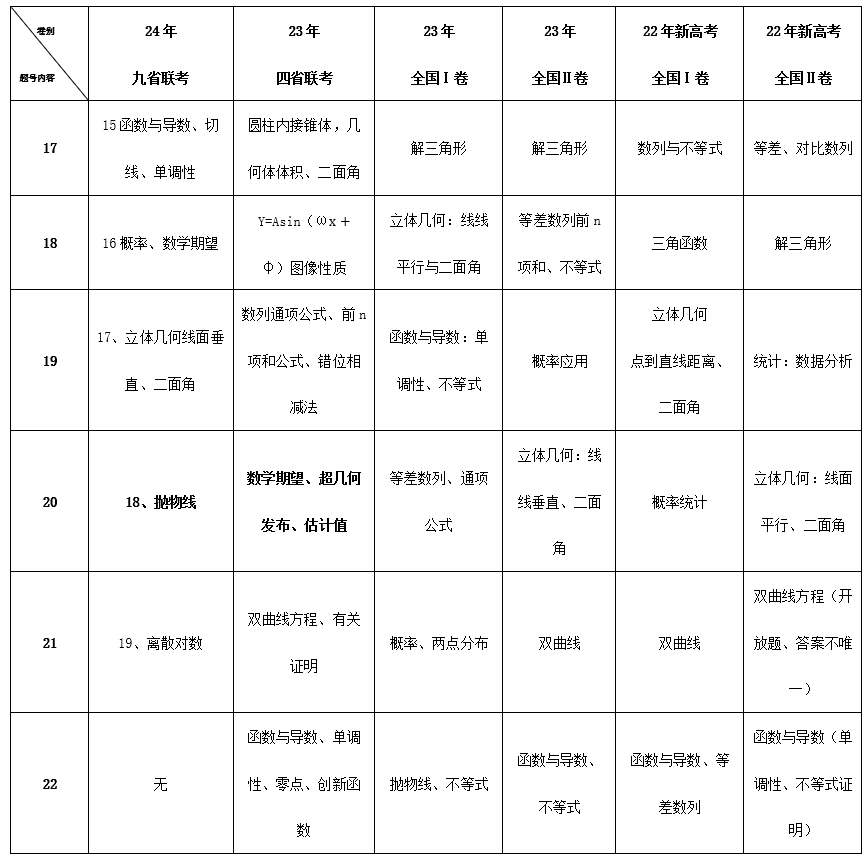 卷别
题号内容
24年
九省联考
23年
四省联考
23年
全国Ⅰ卷
23年
全国Ⅱ卷
22年新高考
全国Ⅰ卷
22年新高考
全国Ⅱ卷
17
15函数与导数、切
线、单调性
圆柱内接锥体，几
何体体积、二面角
解三角形
解三角形
数列与不等式
等差、对比数列
18
16概率、数学期望
Y=Asin（ωx＋
Φ）图像性质
立体几何：线线
平行与二面角
等差数列前n
项和、不等式
三角函数
解三角形
19
17、立体几何线面垂
直、二面角
数列通项公式、前n
项和公式、错位相
减法
函数与导数：单
调性、不等式
概率应用
立体几何
点到直线距离、
二面角
统计：数据分析
20
18、抛物线
数学期望、超几何
发布、估计值
等差数列、通项
公式
立体几何：线
线垂直、二面
角
概率统计
立体几何：线面
平行、二面角
21
19、离散对数
双曲线方程、有关
证明
概率、两点分布
双曲线
双曲线
双曲线方程（开
放题、答案不唯
一）
22
无
函数与导数、单调
性、零点、创新函
数
抛物线、不等式
函数与导数、
不等式
函数与导数、等
差数列
函数与导数（单
调性、不等式证
明）